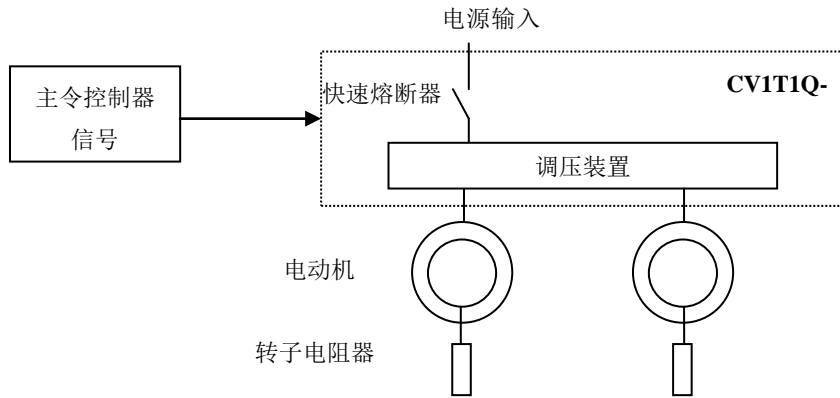 电源输入
主令控制器
信号
快速熔断器
CV1T1Q-
调压装置
电动机
转子电阻器